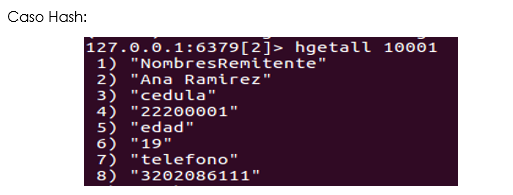 Caso Hash:
127.0.0.1:6379[2]> hgetall 10001
1) "NombresRemitente"
2) "Ana Ramirez"
3) "cedula"
4) "22200001"
5) "edad"
6) "19"
7) "telefono"
8) "3202086111"